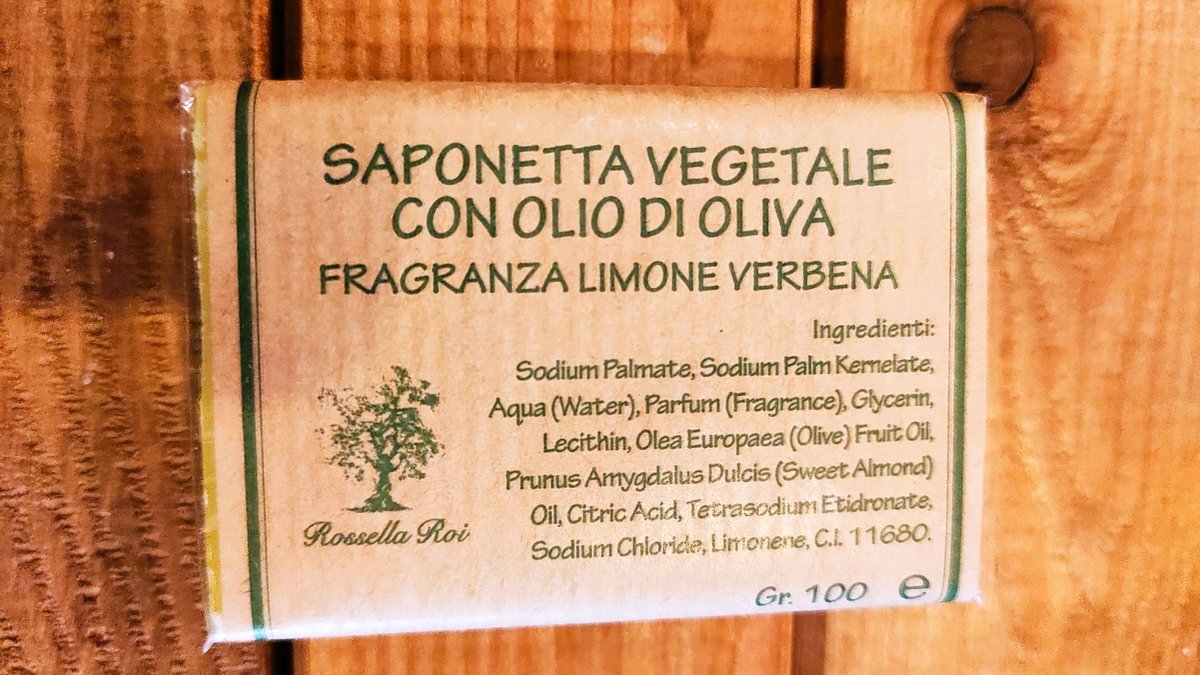 SAPONETTA VEGETALE
CON OLIO DI OLIVA
FRAGRANZA LIMONE VERBENA
Ingredienti:
Sodium Palmate, Sodium Palm Kernelate,
Aqua (Water), Parfum (Fragrance), Glycerin,
Lecithin, Olea Europaea (Olive) Fruit Oil,
Prunus Amygdalus Dulcis (Sweet Almond)
Oil, Citric Acid, Tetrasodium Etidronate,
Sodium Chloride, Limonene, C.I. 11680.
Rossella Roi
Gr. 100 e